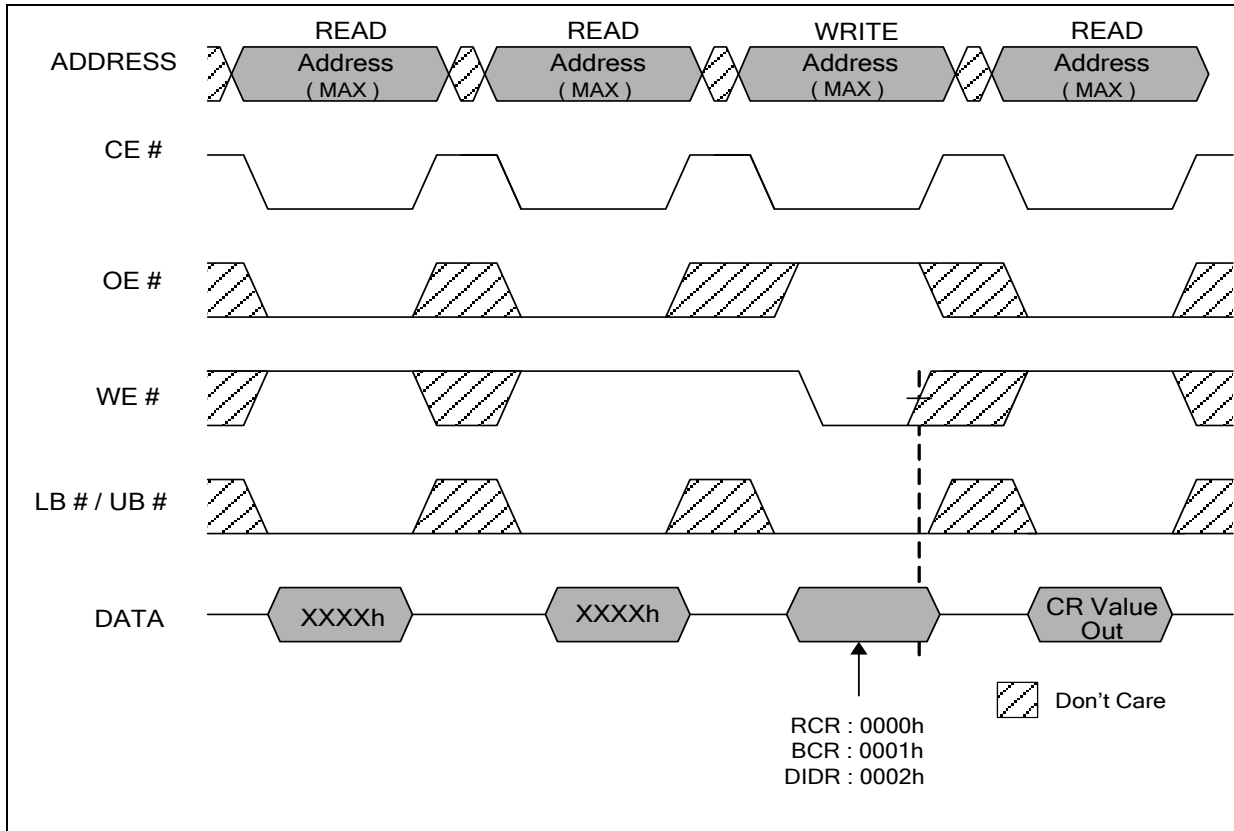 READ READ WRITE READ
ADDRESS Address Address Address Address
( MAX ) ( MAX ) ( MAX ) ( MAX )
CE #
OE #
WE #
LB # / UB #
DATA XXXXh XXXXh CR Value
Out
Don't Care
RCR : 0000h
BCR : 0001h
DIDR : 0002h